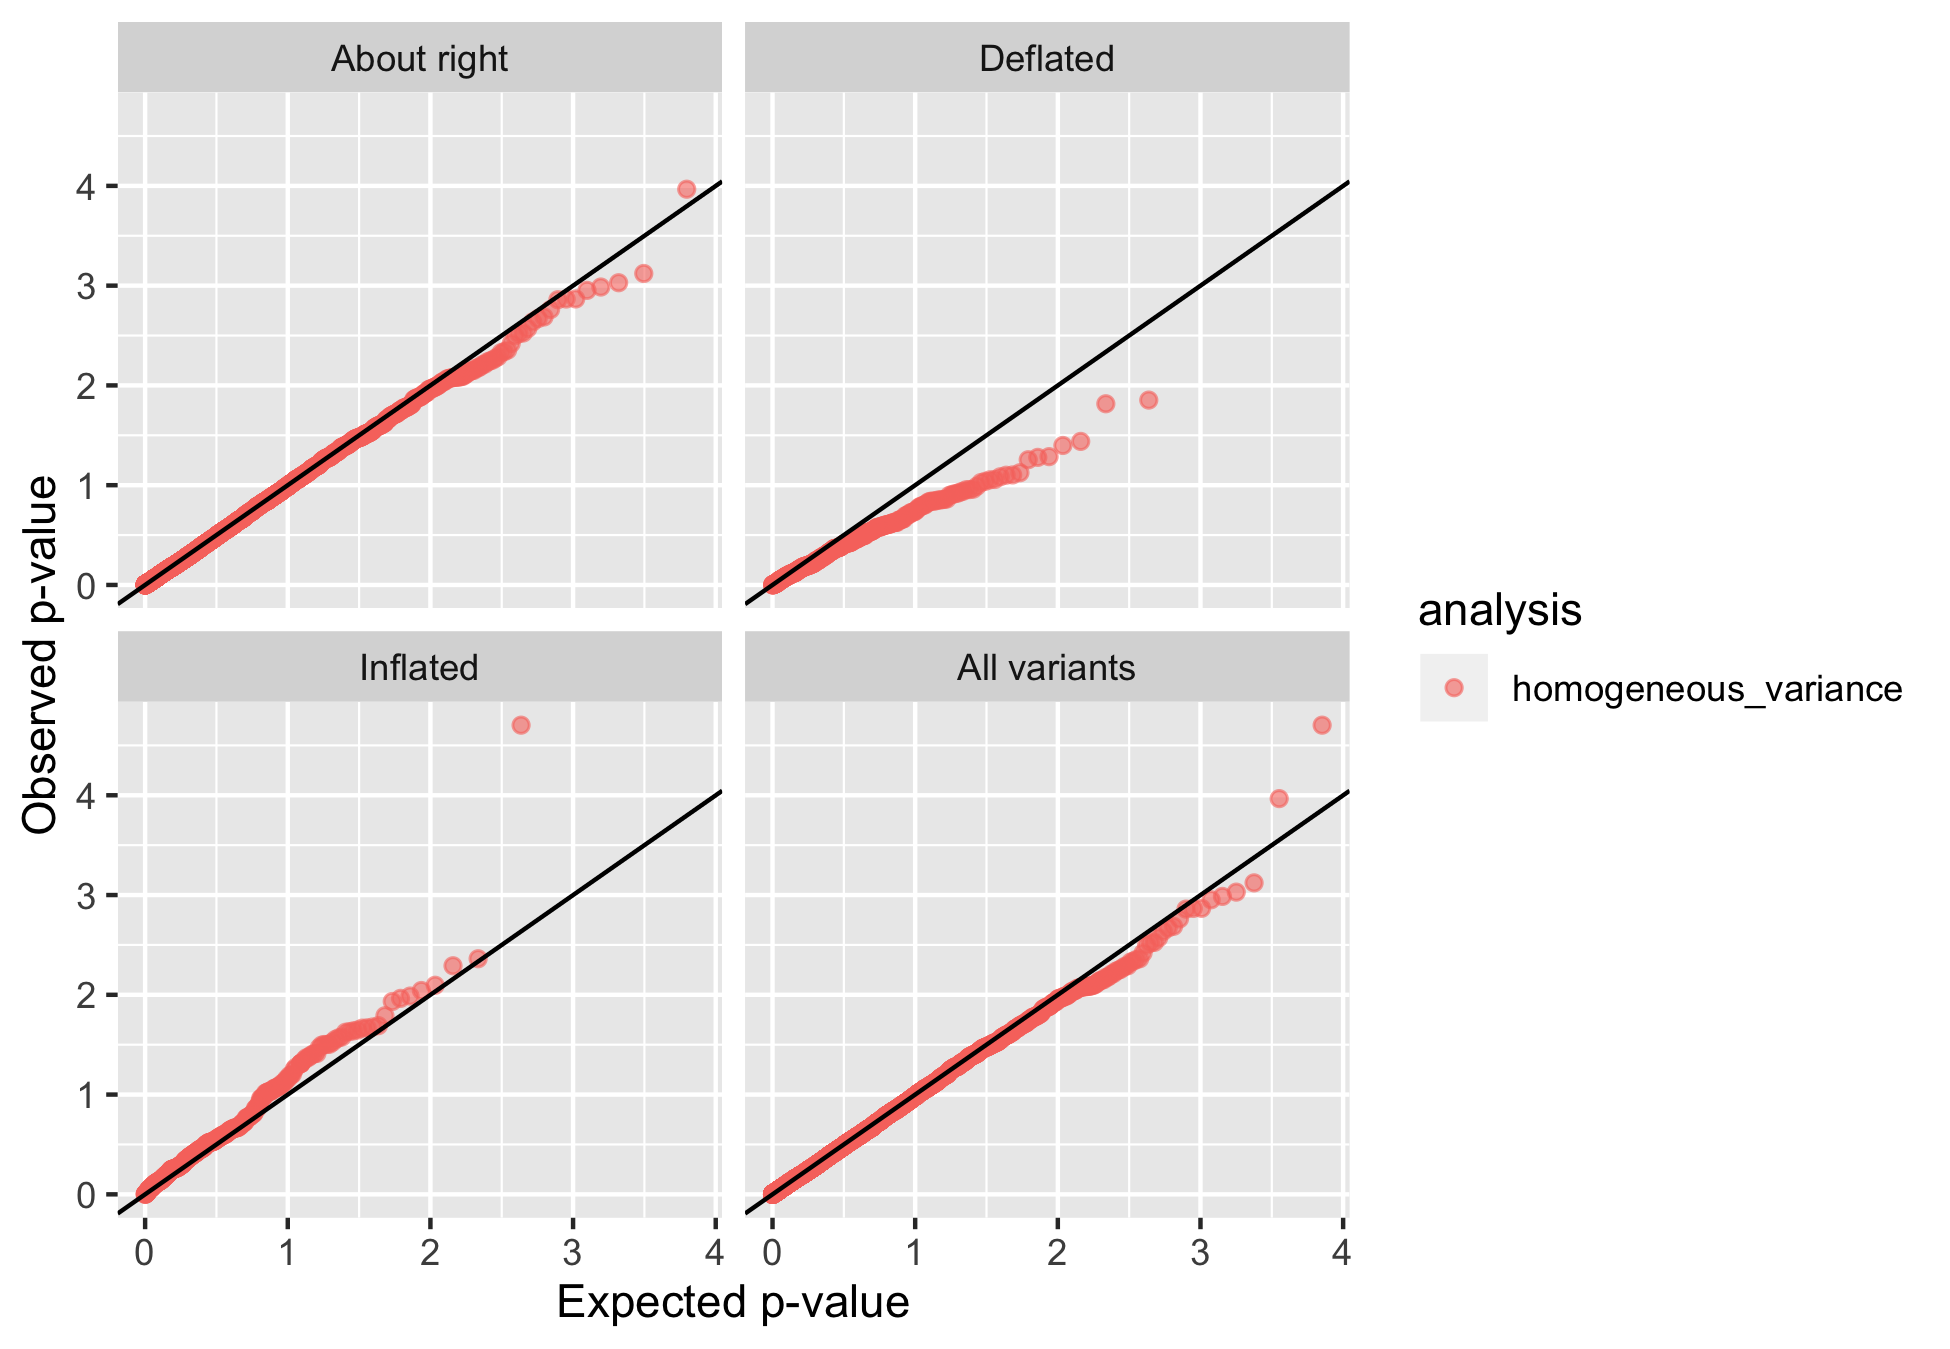 About right
Deflated
4
3
2
1
0
Inflated
All variants
4
3
2
1
0
0 1 2 3 4
0 1 2 3 4
Expected p-value
Observed p-value
analysis
homogeneous_variance